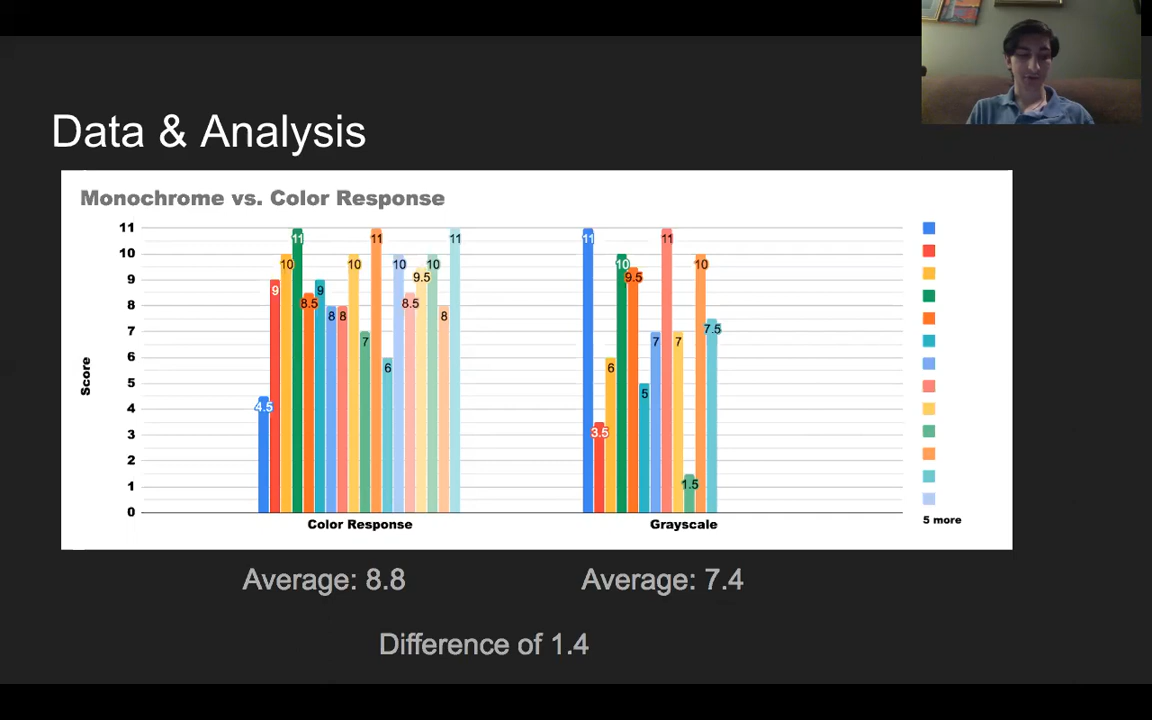 Data & Analysis
Monochrome vs. Color Response
Score
11
10
9
8
7
6
5
4
3
2
1
0
4.5 9 10 11 8.5 9 8 8 10 7 11 6 10 8.5 9.5 10 8 11
11 3.5 6 10 9.5 5 7 11 7 1.5 10 7.5
Color Response Grayscale
5 more
Average: 8.8 Average: 7.4
Difference of 1.4